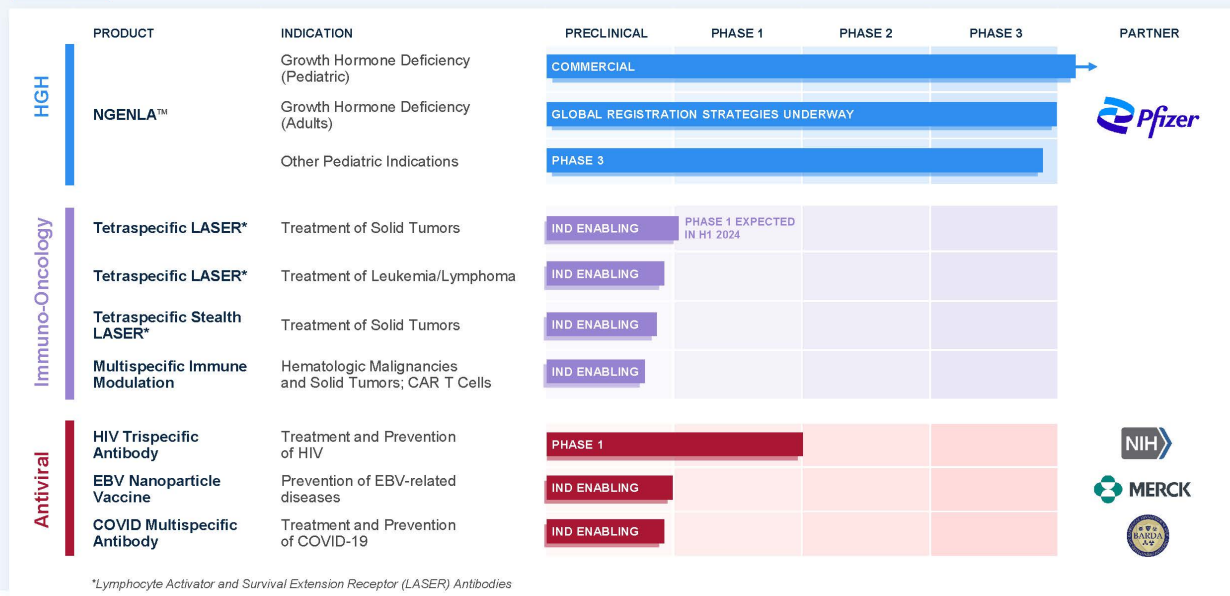 PRODUCT INDICATION PRECLINICAL PHASE 1 PHASE 2 PHASE 3 PARTNER
HGH
NGENLA™
Growth Hormone Deficiency
(Pediatric)
COMMERCIAL
Growth Hormone Deficiency
(Adults)
GLOBAL REGISTRATION STRATEGIES UNDERWAY
Pfizer
Other Pediatric Indications
PHASE 3
Immuno-Oncology
Tetraspecific LASER*
Treatment of Solid Tumors
IND ENABLING
PHASE 1 EXPECTED
IN H1 2024
Tetraspecific LASER*
Treatment of Leukemia/Lymphoma
IND ENABLING
Tetraspecific Stealth
LASER*
Treatment of Solid Tumors
IND ENABLING
Multispecific Immune
Modulation
Hematologic Malignancies
and Solid Tumors; CAR T Cells
IND ENABLING
Antiviral
HIV Trispecific
Antibody
Treatment and Prevention
of HIV
PHASE 1
NIH
EBV Nanoparticle
Vaccine
Prevention of EBV-related
diseases
IND ENABLING
MERCK
COVID Multispecific
Antibody
Treatment and Prevention
of COVID-19
IND ENABLING
BARDA
*Lymphocyte Activator and Survival Extension Receptor (LASER) Antibodies